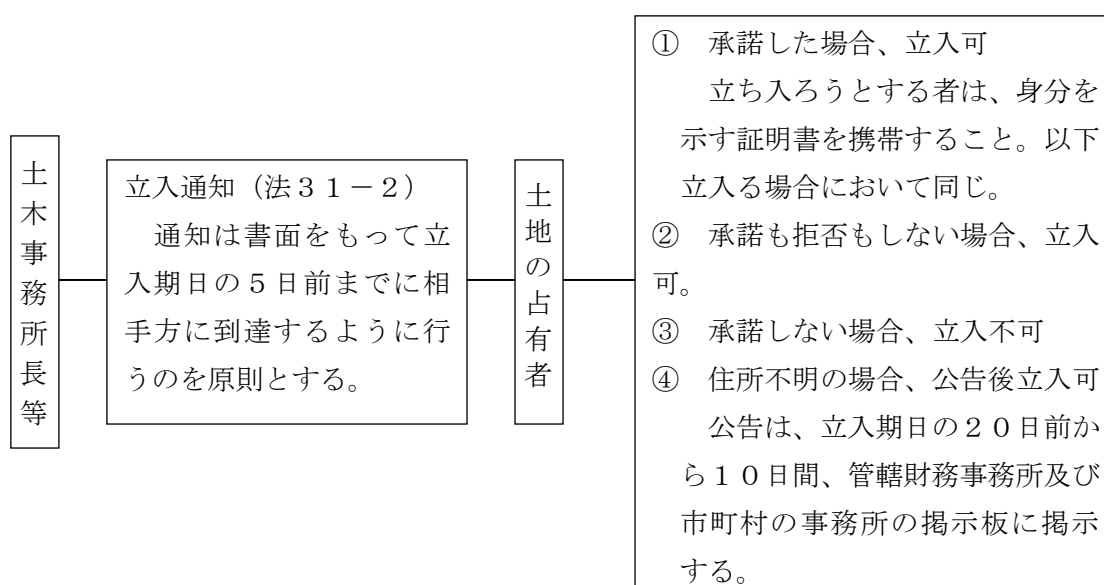 土木事務所長等
立入通知（法３１－２）
通知は書面をもって立
入期日の５日前までに相
手方に到達するように行
うのを原則とする。
土地の占有者
① 承諾した場合、立入可
立ち入ろうとする者は、身分を
示す証明書を携帯すること。以下
立入る場合において同じ。
② 承諾も拒否もしない場合、立入
可。
③ 承諾しない場合、立入不可
④ 住所不明の場合、公告後立入可
公告は、立入期日の２０日前か
ら１０日間、管轄財務事務所及び
市町村の事務所の掲示板に掲示
する。